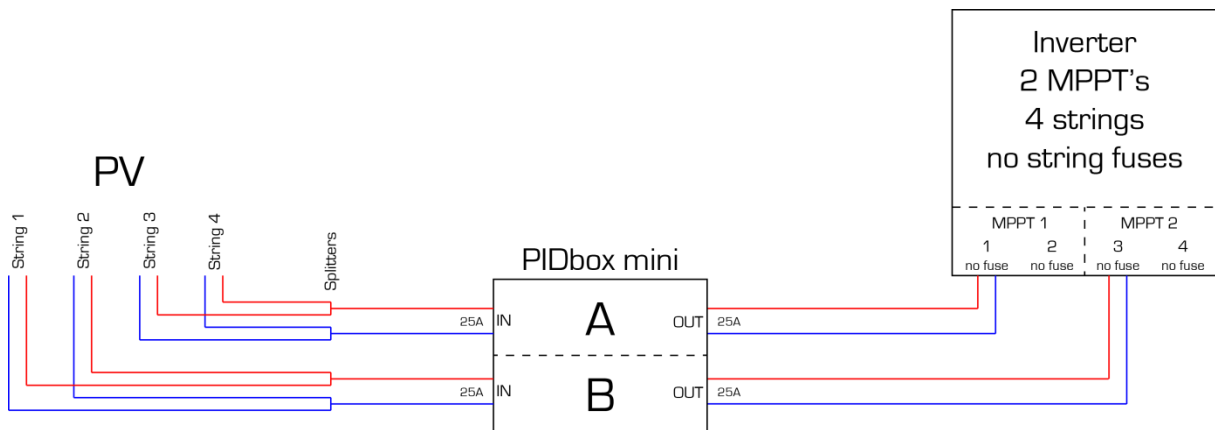 Inverter
2 MPPT's
4 strings
no string fuses
MPPT 1
MPPT 2
1
2
3
4
no fuse
no fuse
no fuse
no fuse
PV
String 1
String 2
String 3
String 4
Splitters
PIDbox mini
25A
IN
A
OUT
25A
25A
IN
B
OUT
25A